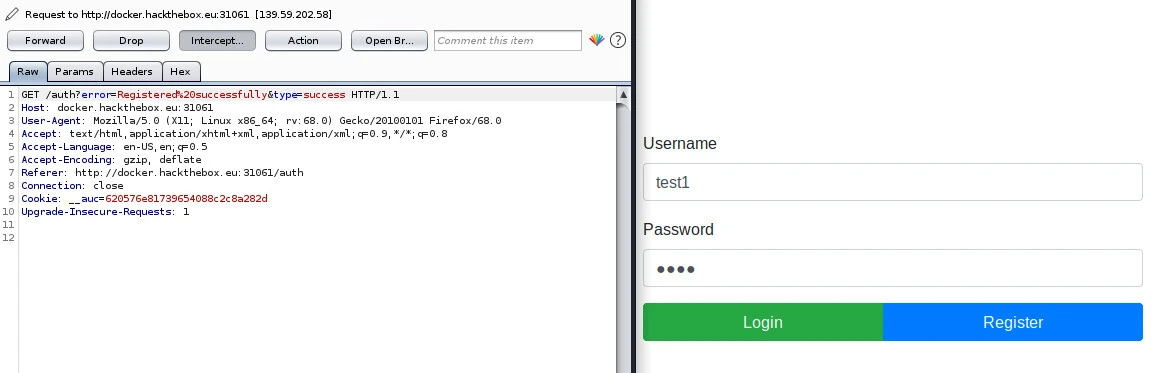 Request to http://docker.hackthebox.eu:31061 [139.59.202.58]
Forward Drop Intercept... Action Open Br... Comment this item ?
Raw Params Headers Hex
1 GET /auth?error=Registered%20successfully&type=success HTTP/1.1
2 Host: docker.hackthebox.eu:31061
3 User-Agent: Mozilla/5.0 (X11; Linux x86_64; rv:68.0) Gecko/20100101 Firefox/68.0
4 Accept: text/html,application/xhtml+xml,application/xml;q=0.9,*/*;q=0.8
5 Accept-Language: en-US,en;q=0.5
6 Accept-Encoding: gzip, deflate
7 Referer: http://docker.hackthebox.eu:31061/auth
8 Connection: close
9 Cookie: __auc=620576e81739654088c2c8a282d
10 Upgrade-Insecure-Requests: 1
11
12
Username
test1
Password
●●●●
Login Register